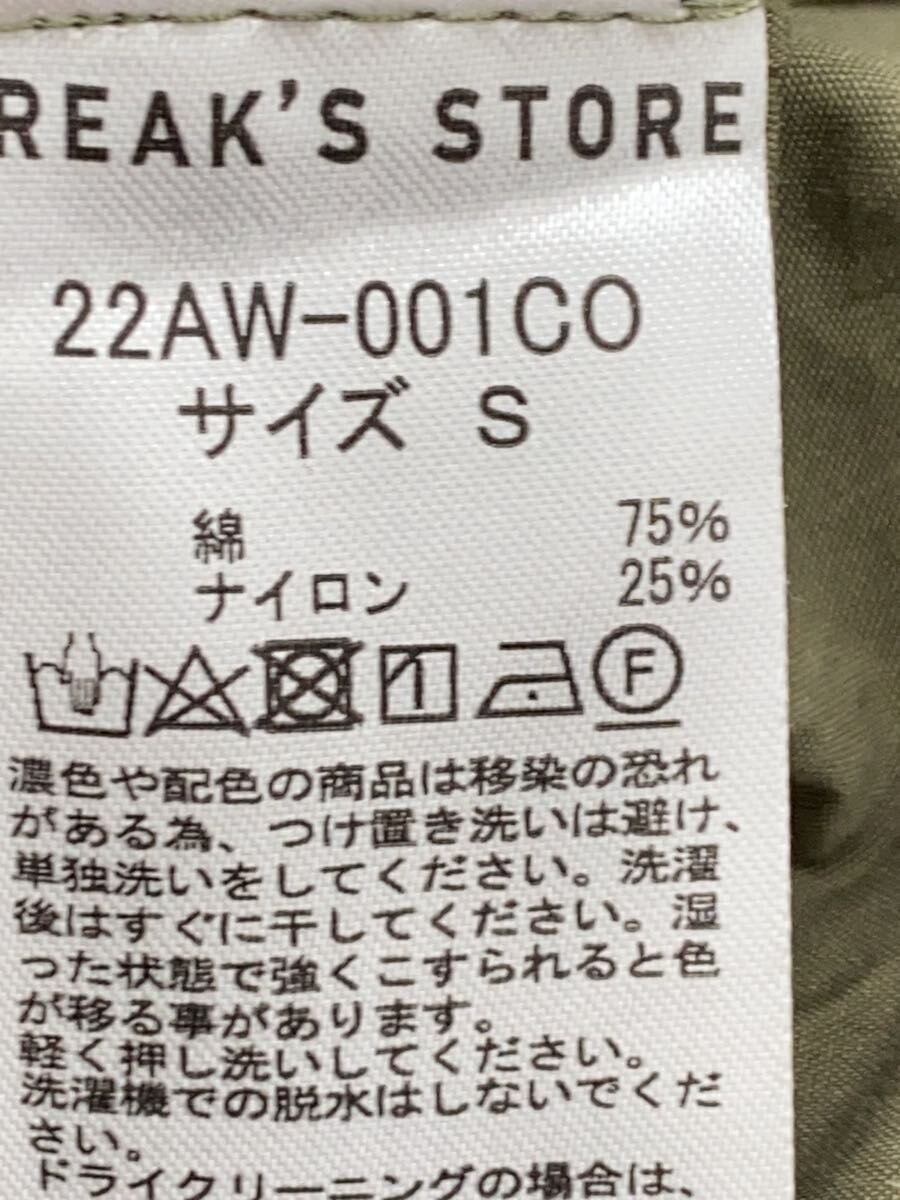 REAK'S STORE
22AW-001CO
サイズ S
綿 75%
ナイロン 25%
F
濃色や配色の商品は移染の恐れ
がある為、つけ置き洗いは避け、
単独洗いをしてください。洗濯
後はすぐに干してください。湿
った状態で強くこすられると色
が移る事があります。
軽く押し洗いしてください。
洗濯機での脱水はしないでくだ
さい。
ドライクリーニングの場合は、